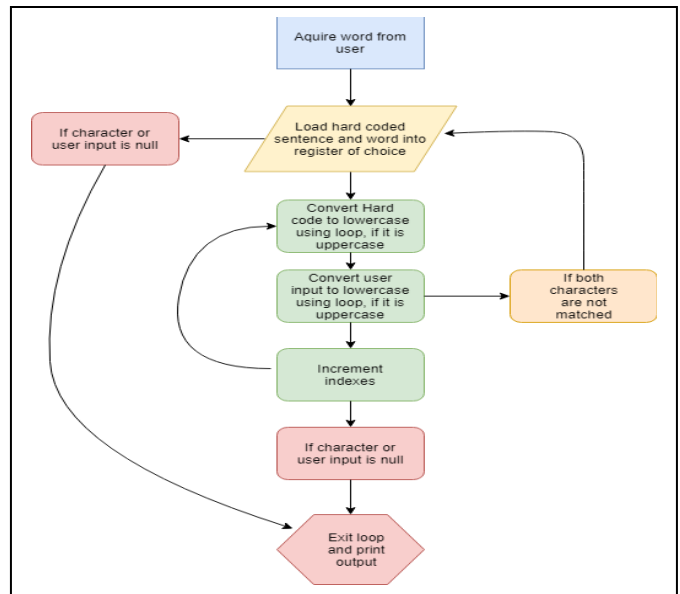 Aquire word from
user
If character or
user input is null
Load hard coded
sentence and word into
register of choice
Convert Hard
code to lowercase
using loop, if it is
uppercase
Convert user
input to lowercase
using loop, if it is
uppercase
If both
characters
are not
matched
Increment
indexes
If character or
user input is null
Exit loop
and print
output